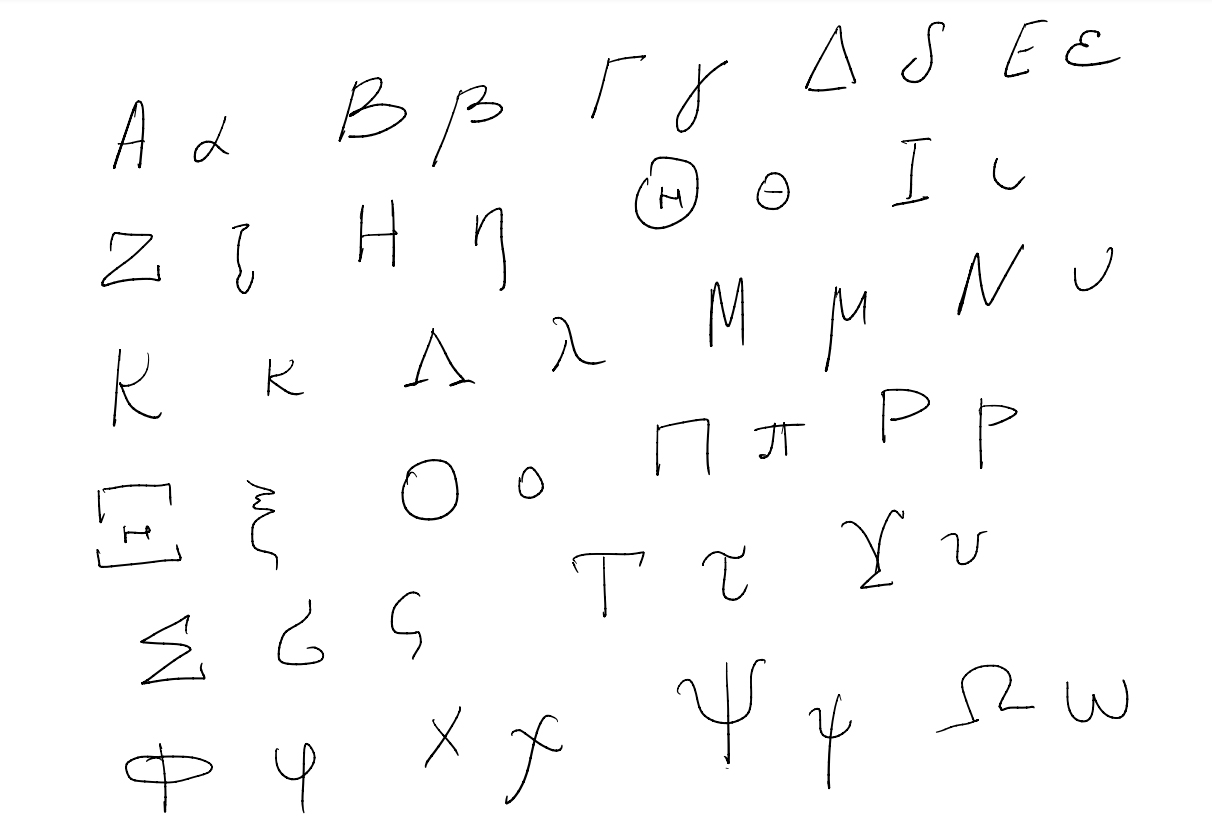 Α α Β β Γ γ Δ δ Ε ε
Ζ ζ Η η Θ θ Ι ι
Κ κ Λ λ Μ μ Ν ν
Ξ ξ Ο ο Π π Ρ ρ
Σ σ ς Τ τ Υ υ
Φ φ Χ χ Ψ ψ Ω ω